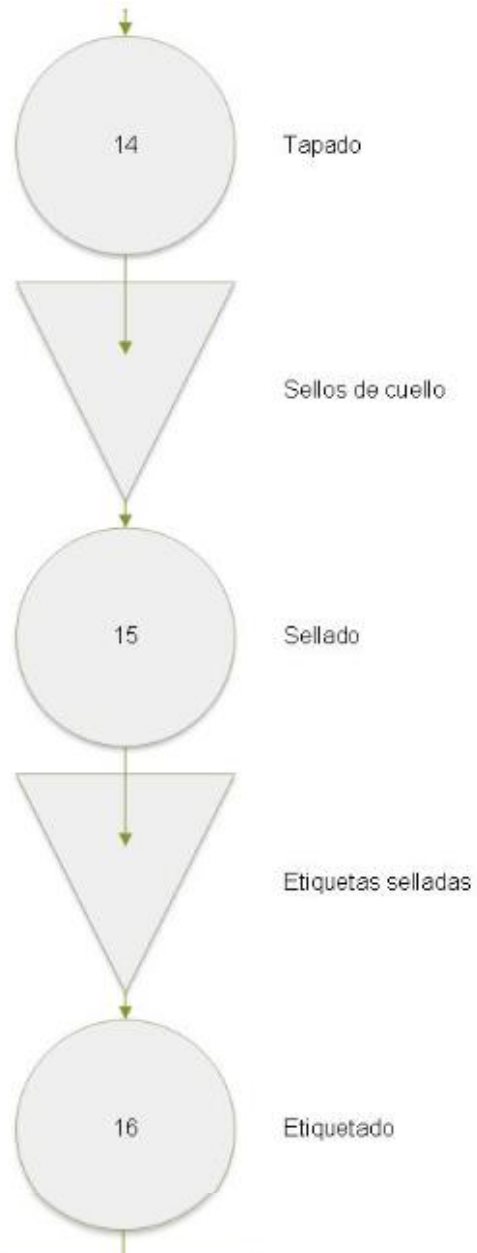 14 Tapado
Sellos de cuello
15 Sellado
Etiquetas selladas
16 Etiquetado